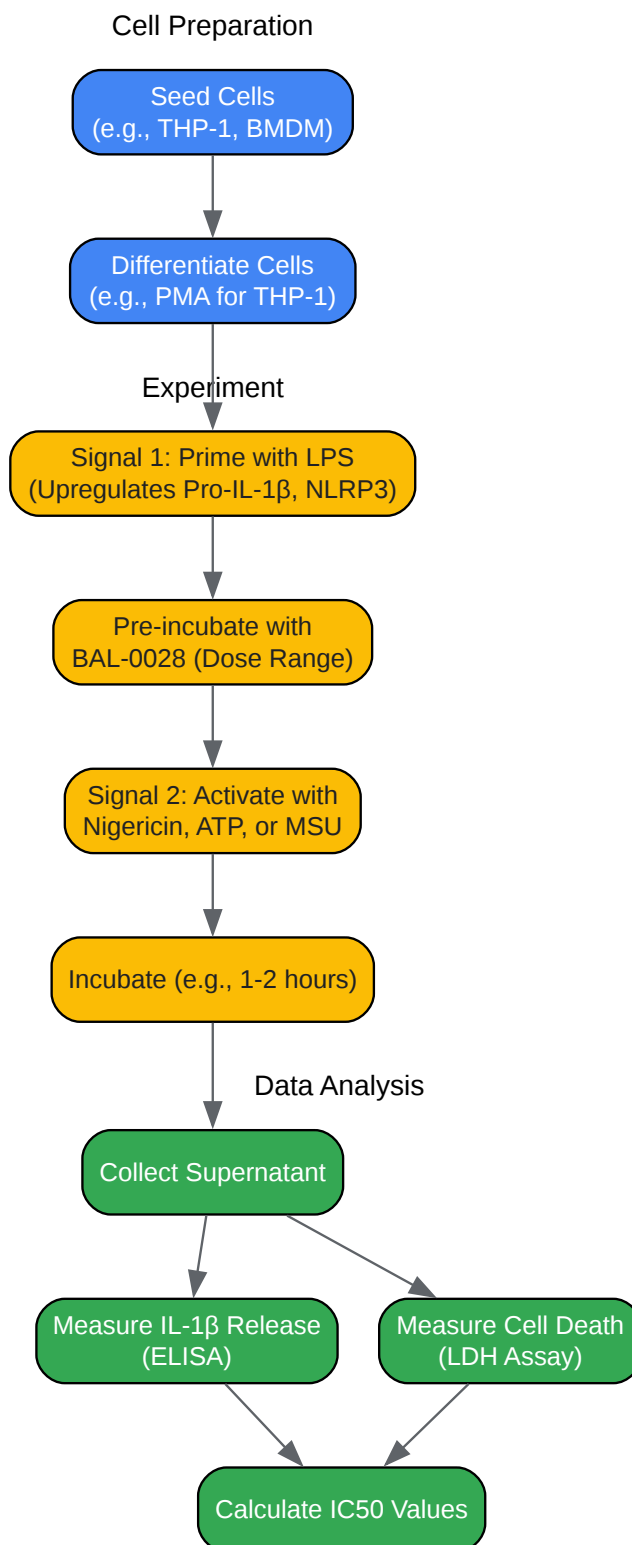 Cell Preparation
Seed Cells
(e.g., THP-1, BMDM)
Differentiate Cells
(e.g., PMA for THP-1)
Experiment
Signal 1: Prime with LPS
(Upregulates Pro-IL-1β, NLRP3)
Pre-incubate with
BAL-0028 (Dose Range)
Signal 2: Activate with
Nigericin, ATP, or MSU
Incubate (e.g., 1-2 hours)
Data Analysis
Collect Supernatant
Measure IL-1β Release
(ELISA)
Measure Cell Death
(LDH Assay)
Calculate IC50 Values